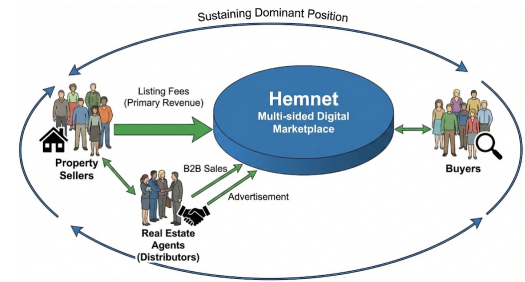 Sustaining Dominant Position
Listing Fees
(Primary Revenue)
Hemnet
Multi-sided Digital
Marketplace
Property
Sellers
Buyers
B2B Sales
Advertisement
Real Estate
Agents
(Distributors)